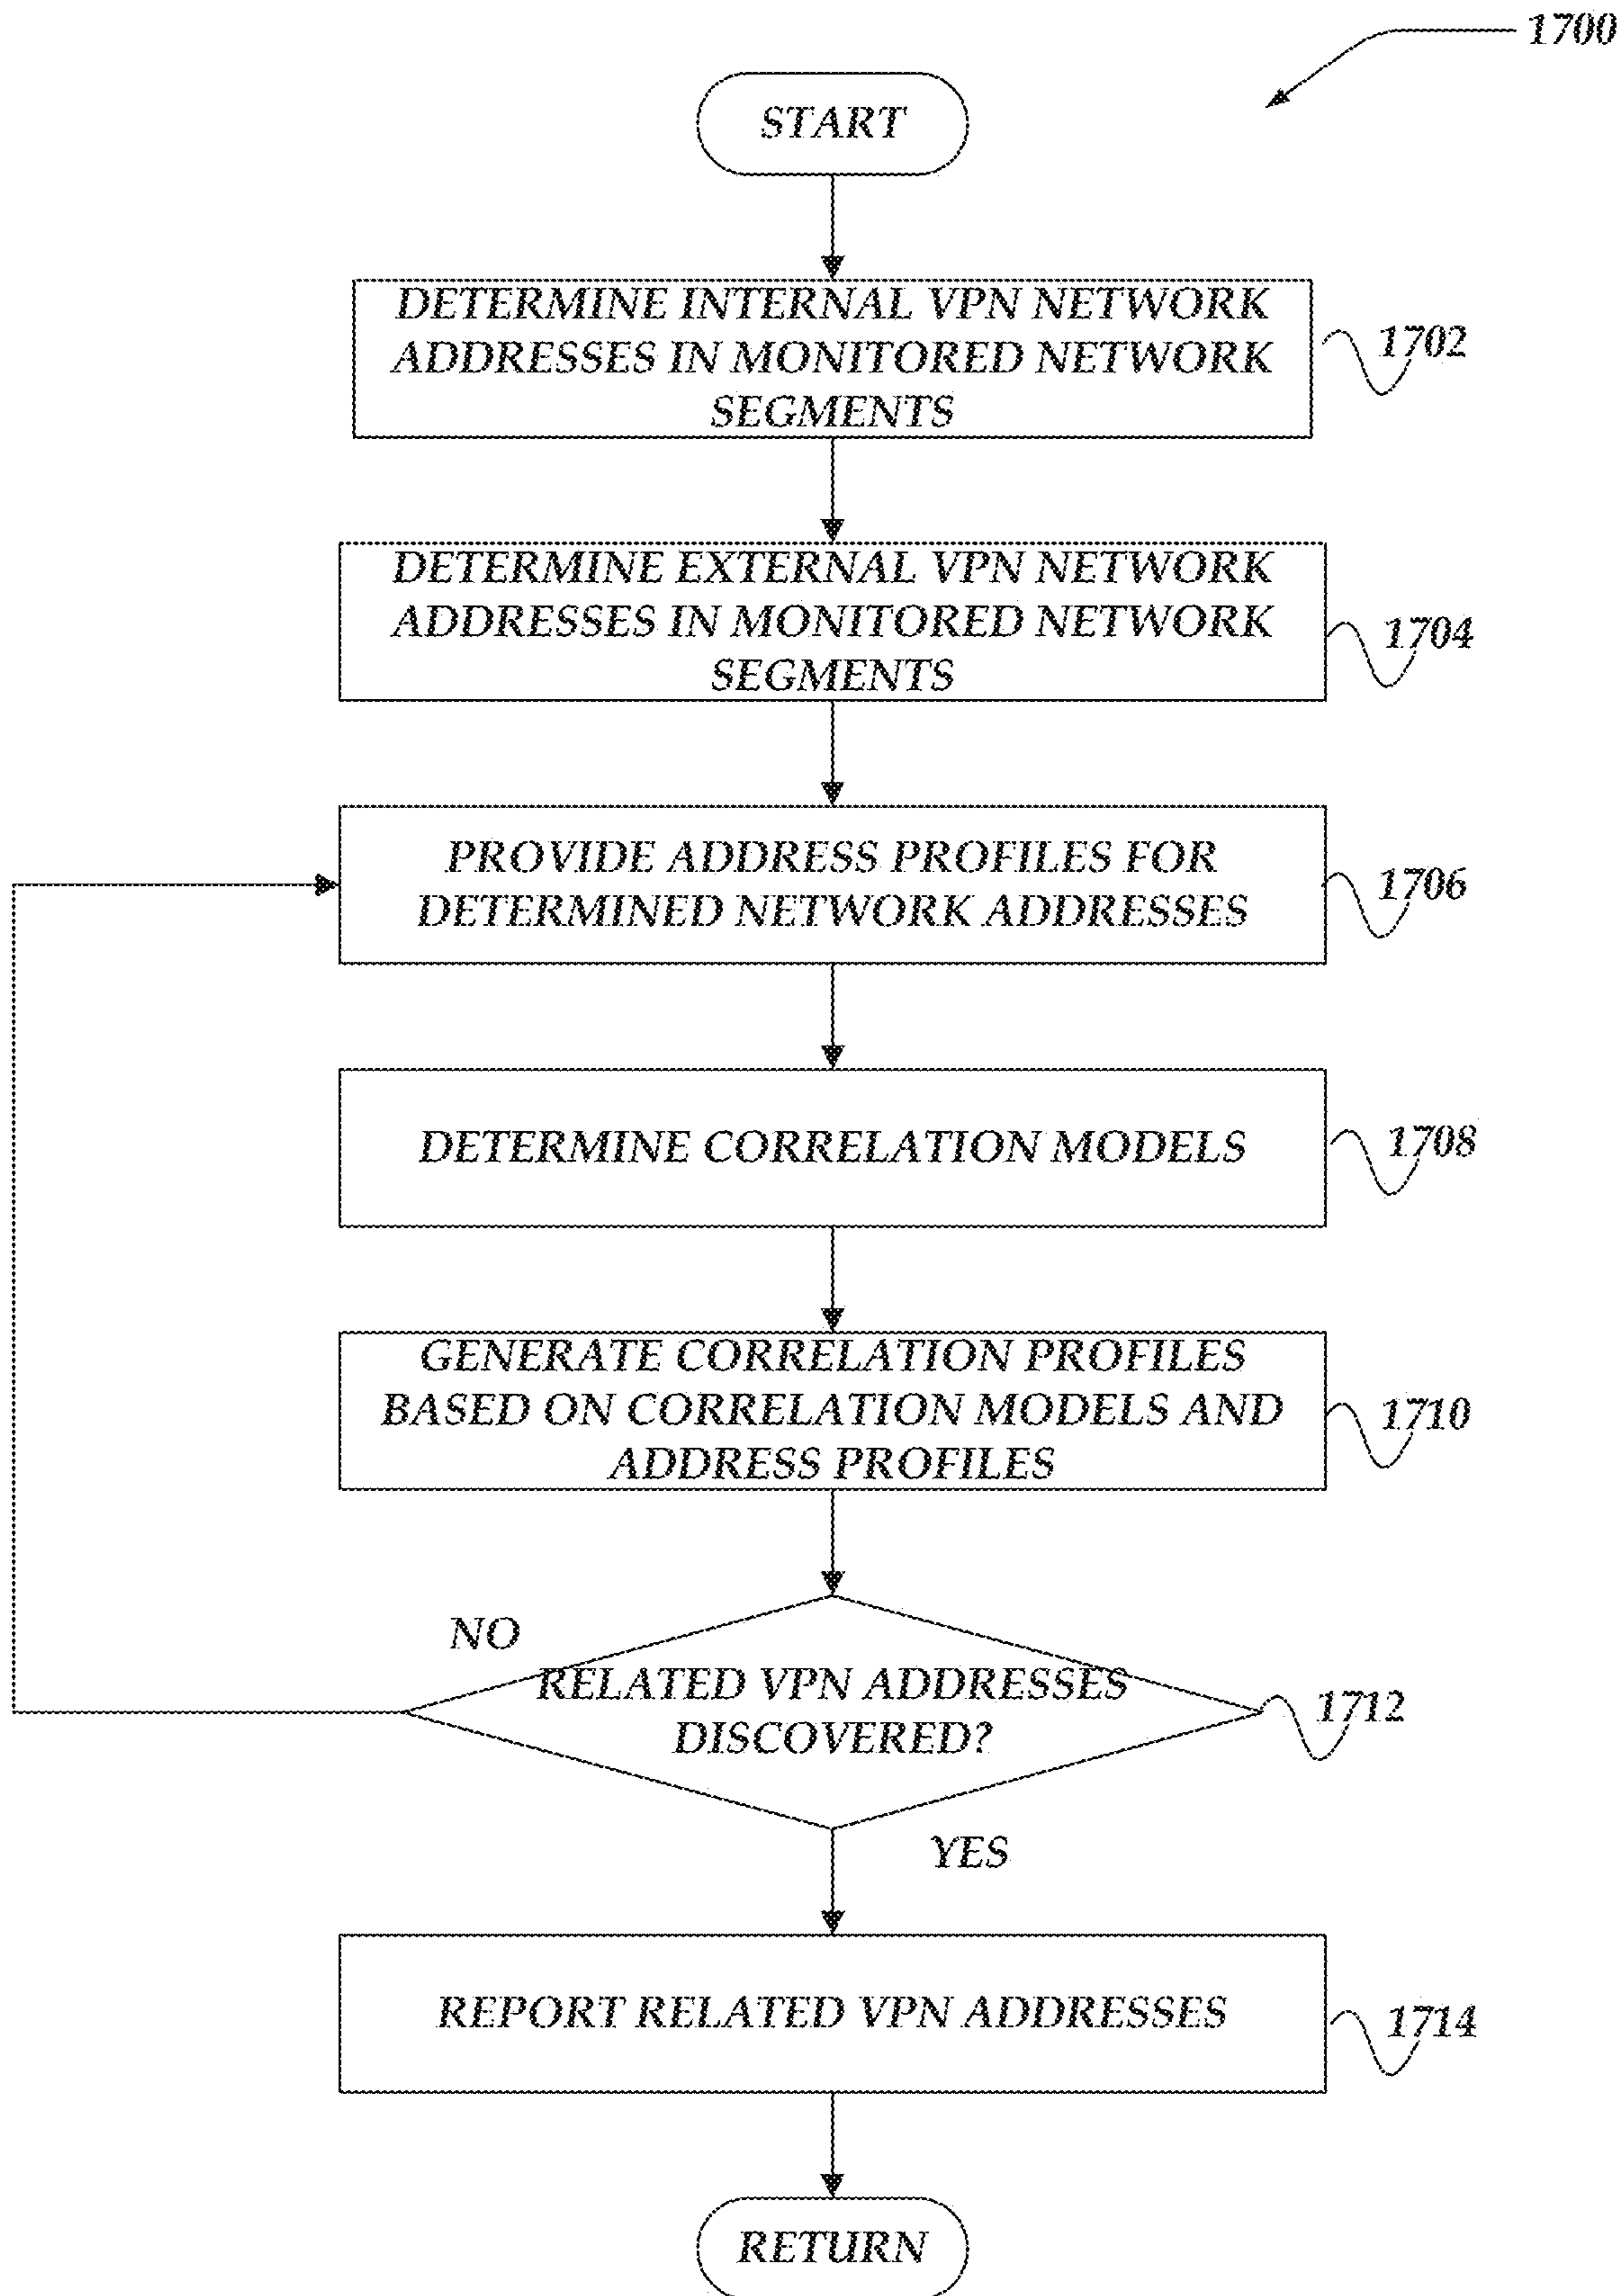 1700
START
DETERMINE INTERNAL VPN NETWORK
ADDRESSES IN MONITORED NETWORK
SEGMENTS
1702
DETERMINE EXTERNAL VPN NETWORK
ADDRESSES IN MONITORED NETWORK
SEGMENTS
1704
PROVIDE ADDRESS PROFILES FOR
DETERMINED NETWORK ADDRESSES
1706
DETERMINE CORRELATION MODELS
1708
GENERATE CORRELATION PROFILES
BASED ON CORRELATION MODELS AND
ADDRESS PROFILES
1710
NO
RELATED VPN ADDRESSES
DISCOVERED?
1712
YES
REPORT RELATED VPN ADDRESSES
1714
RETURN